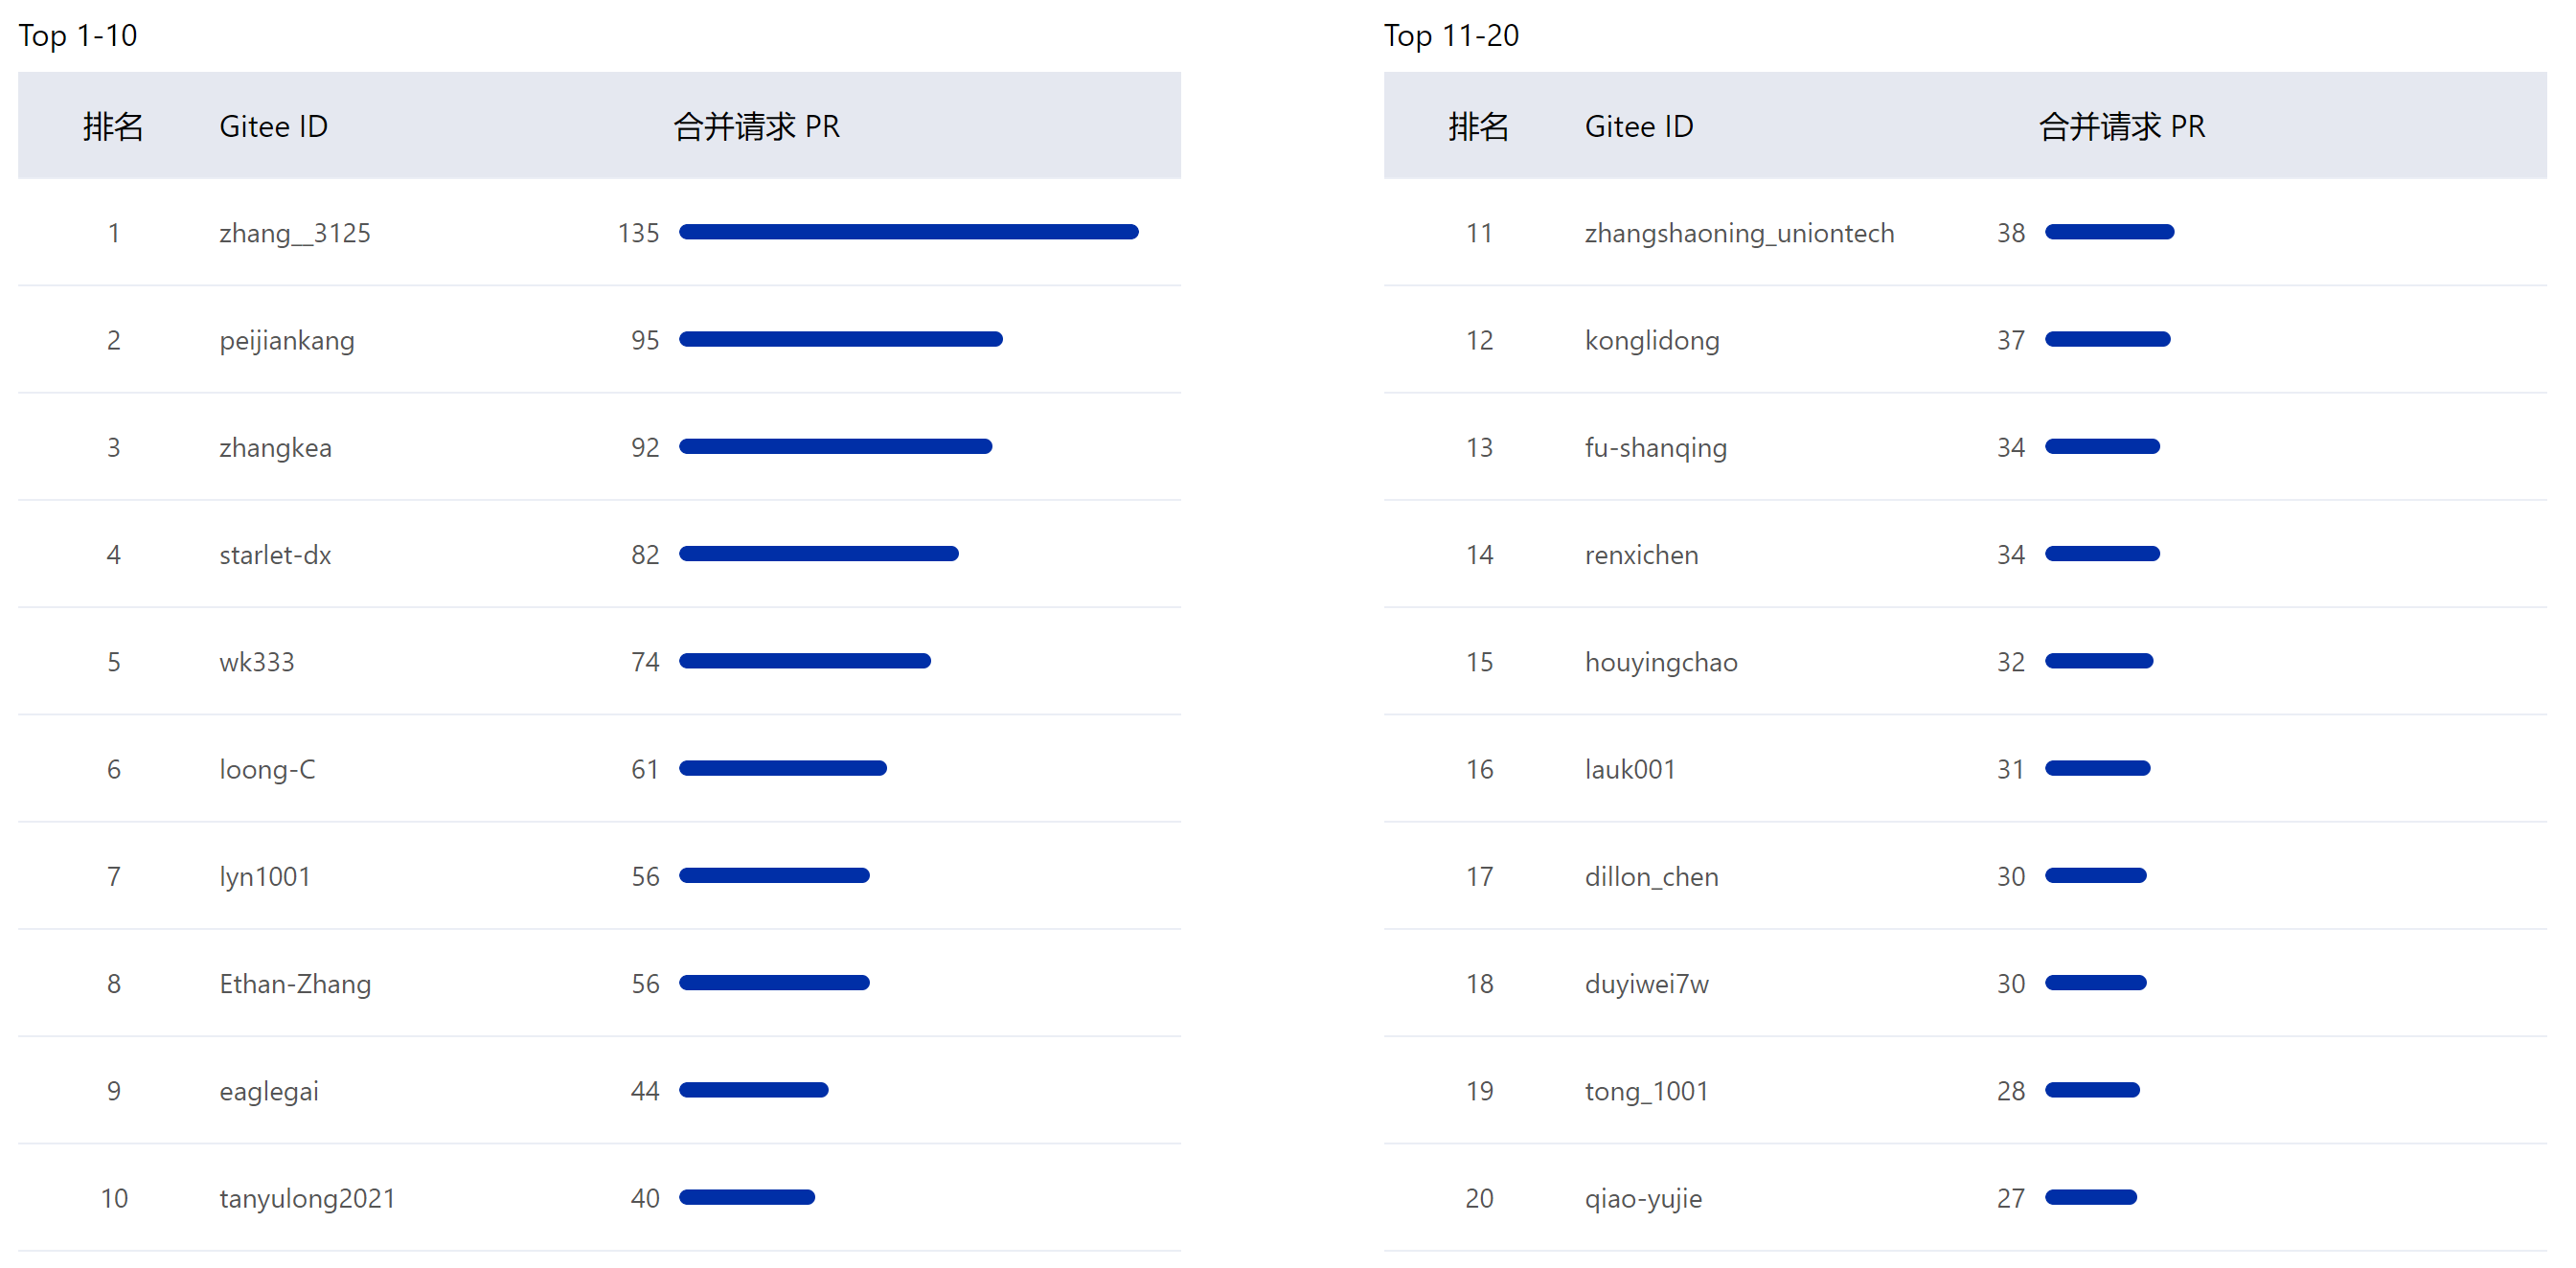 Top 1-10
排名 Gitee ID 合并请求 PR
1 zhang__3125 135
2 peijiankang 95
3 zhangkea 92
4 starlet-dx 82
5 wk333 74
6 loong-C 61
7 lyn1001 56
8 Ethan-Zhang 56
9 eaglegai 44
10 tanyulong2021 40
Top 11-20
排名 Gitee ID 合并请求 PR
11 zhangshaoning_uniontech 38
12 konglidong 37
13 fu-shanqing 34
14 renxichen 34
15 houyingchao 32
16 lauk001 31
17 dillon_chen 30
18 duyiwei7w 30
19 tong_1001 28
20 qiao-yujie 27